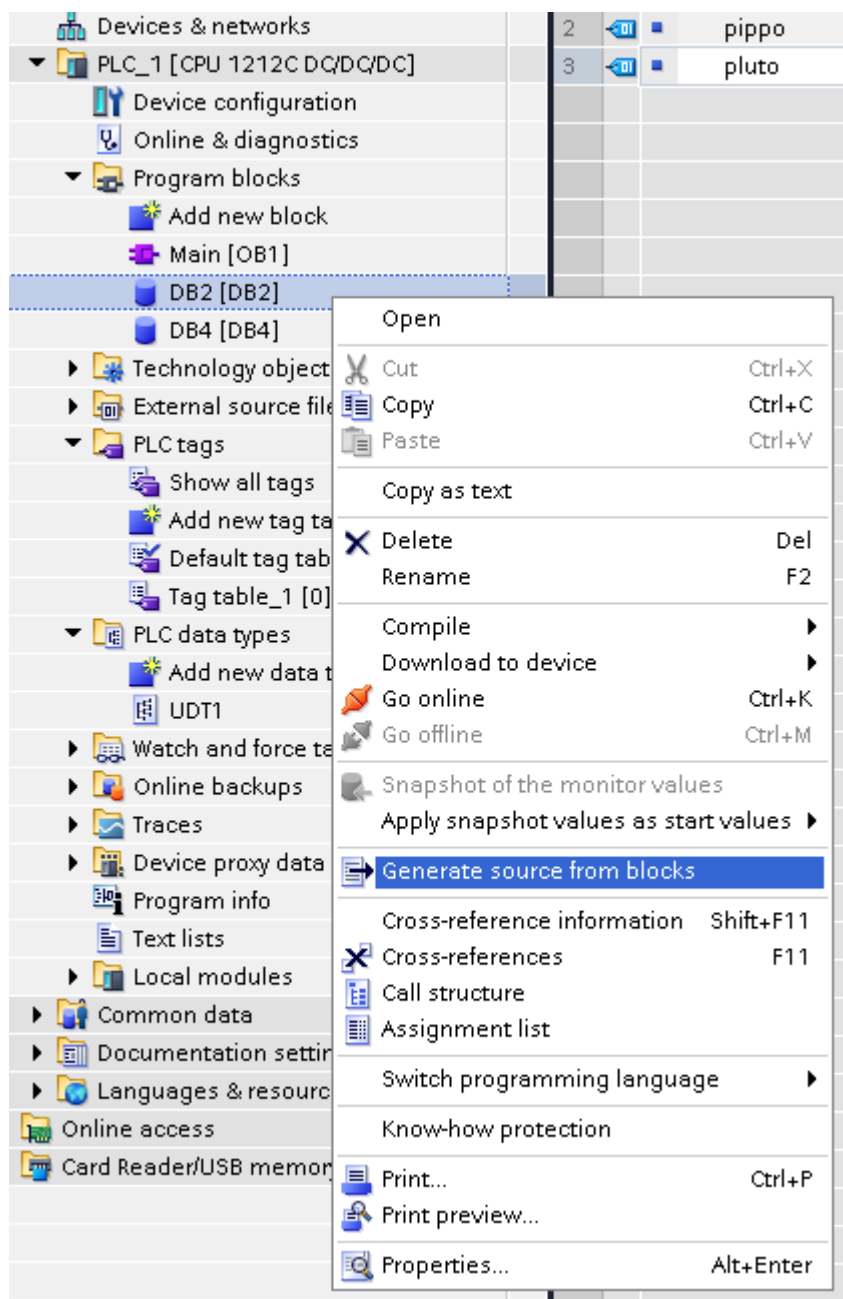 Devices & networks
PLC_1 [CPU 1212C DC/DC/DC]
Device configuration
Online & diagnostics
Program blocks
Add new block
Main [OB1]
DB2 [DB2]
DB4 [DB4]
Technology object
External source file
PLC tags
Show all tags
Add new tag ta
Default tag tab
Tag table_1 [0]
PLC data types
Add new data t
UDT1
Watch and force ta
Online backups
Traces
Device proxy data
Program info
Text lists
Local modules
Common data
Documentation settin
Languages & resourc
Online access
Card Reader/USB memory
2 pippo
3 pluto
Open
Cut Ctrl+X
Copy Ctrl+C
Paste Ctrl+V
Copy as text
Delete Del
Rename F2
Compile
Download to device
Go online Ctrl+K
Go offline Ctrl+M
Snapshot of the monitor values
Apply snapshot values as start values
Generate source from blocks
Cross-reference information Shift+F11
Cross-references F11
Call structure
Assignment list
Switch programming language
Know-how protection
Print... Ctrl+P
Print preview...
Properties... Alt+Enter